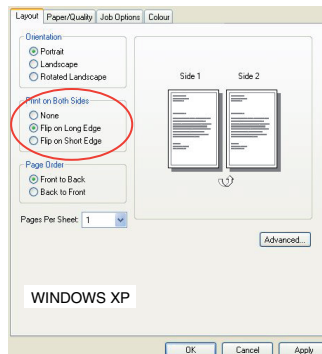 Layout Paper/Quality Job Options Colour
Orientation
Portrait
Landscape
Rotated Landscape
Print on Both Sides
None
Flip on Long Edge
Flip on Short Edge
Page Order
Front to Back
Back to Front
Pages Per Sheet: 1
Side 1 Side 2
Advanced...
WINDOWS XP
OK Cancel Apply